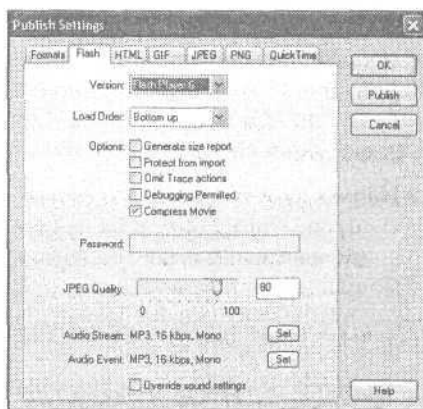 Publish Settings
Formats Flash HTML GIF JPEG PNG QuickTime
OK
Publish
Cancel
Version: Flash Player 6
Load Order: Bottom up
Options: Generate size report
Protect from import
Omit Trace actions
Debugging Permitted
Compress Movie
Password:
JPEG Quality: 80
0 100
Audio Stream: MP3, 16 kbps, Mono Set
Audio Event: MP3, 16 kbps, Mono Set
Override sound settings
Help